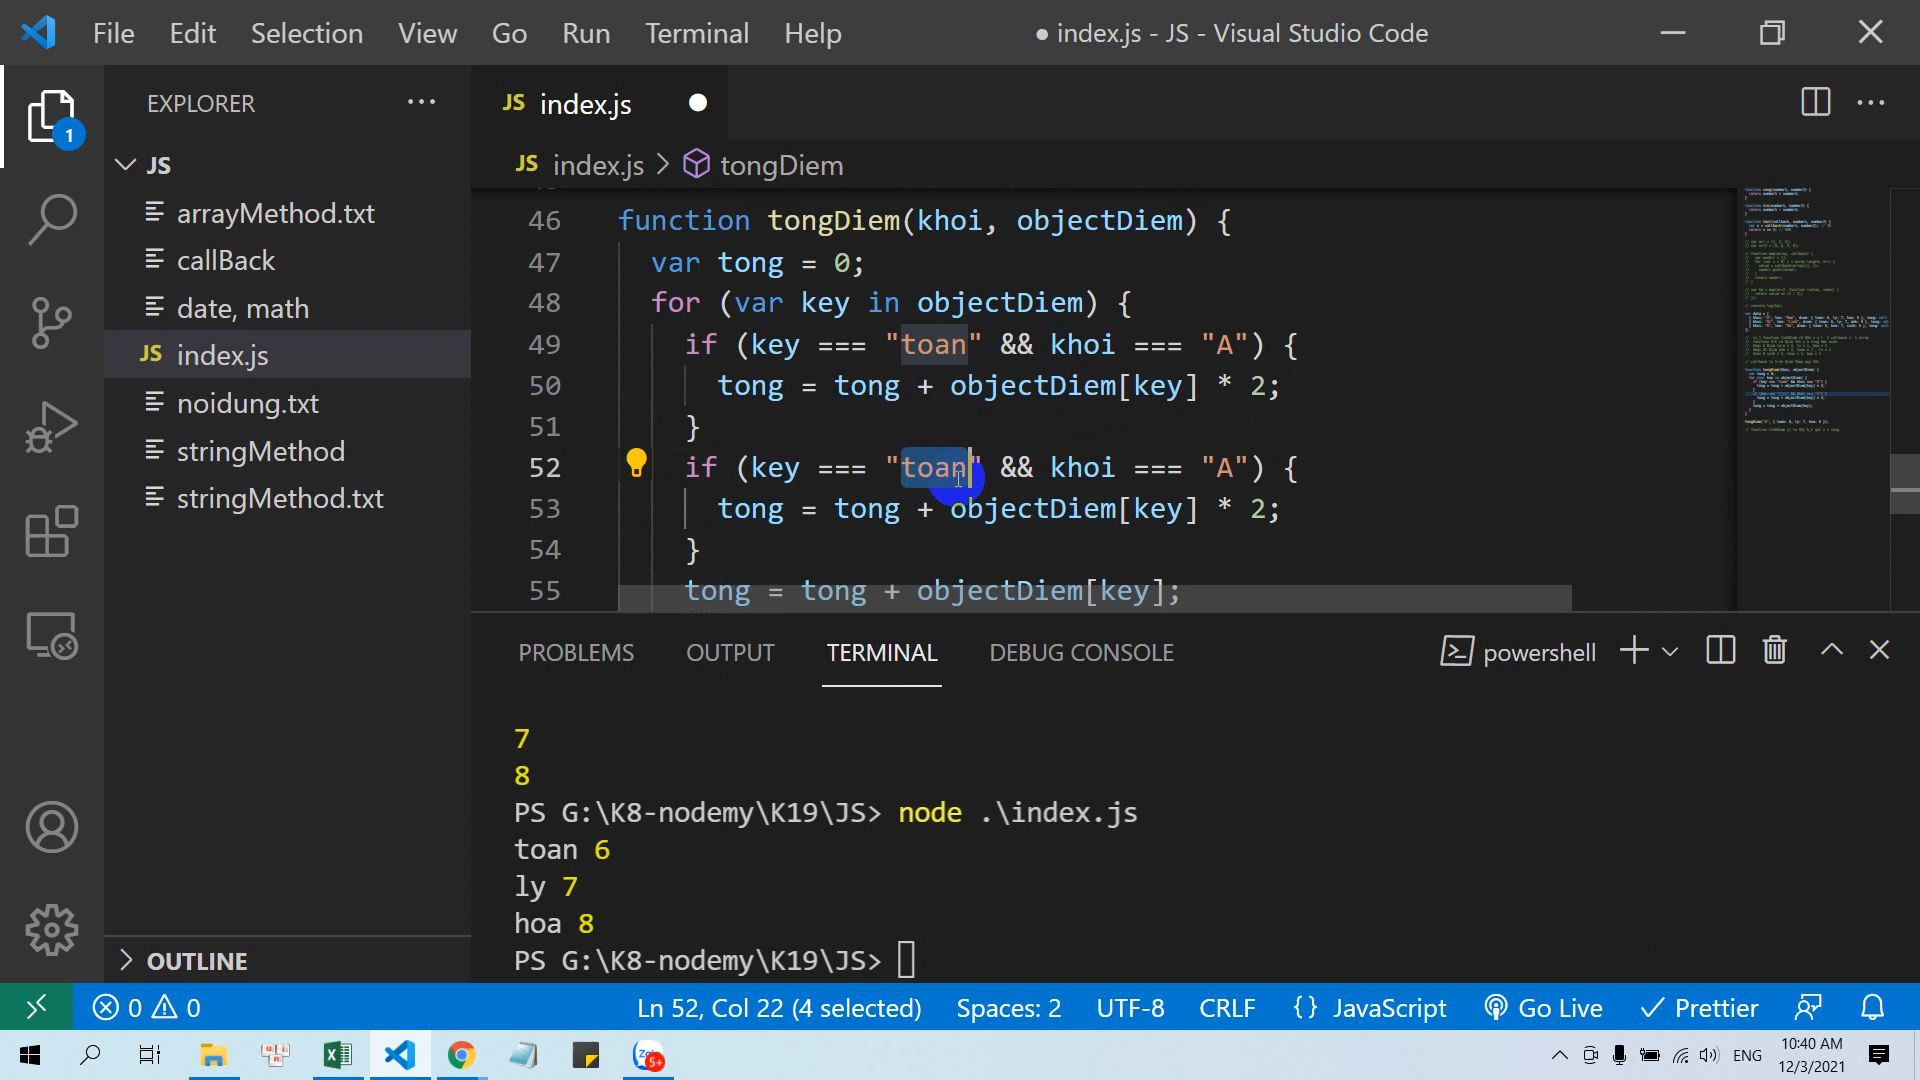 File Edit Selection View Go Run Terminal Help
● index.js - JS - Visual Studio Code
EXPLORER
JS
arrayMethod.txt
callBack
date, math
JS index.js
noidung.txt
stringMethod
stringMethod.txt
OUTLINE
1
JS index.js
JS index.js > tongDiem
46 function tongDiem(khoi, objectDiem) {
47 var tong = 0;
48 for (var key in objectDiem) {
49 if (key === "toan" && khoi === "A") {
50 tong = tong + objectDiem[key] * 2;
51 }
52 if (key === "toan" && khoi === "A") {
53 tong = tong + objectDiem[key] * 2;
54 }
55 tong = tong + objectDiem[key];
PROBLEMS OUTPUT TERMINAL DEBUG CONSOLE
powershell
7
8
PS G:\K8-nodemy\K19\JS> node .\index.js
toan 6
ly 7
hoa 8
PS G:\K8-nodemy\K19\JS>
0 0 Ln 52, Col 22 (4 selected) Spaces: 2 UTF-8 CRLF {} JavaScript Go Live Prettier
5+
ENG
10:40 AM
12/3/2021